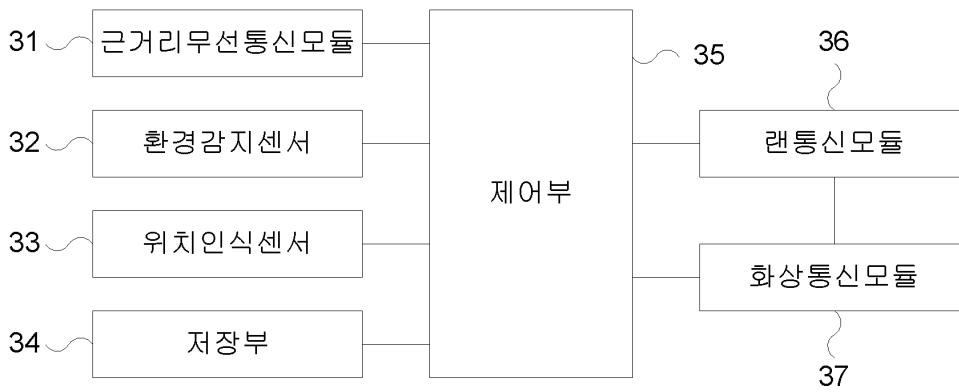 31 근거리무선통신모듈
32 환경감지센서
33 위치인식센서
34 저장부
제어부
35
36
랜통신모듈
화상통신모듈
37